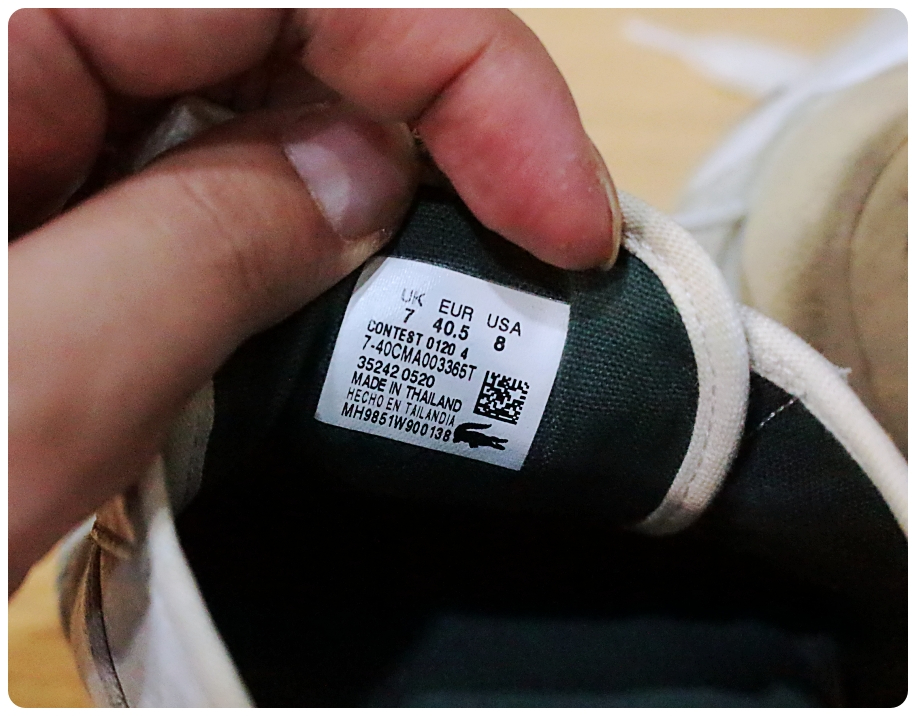 UK EUR USA
7 40.5 8
CONTEST 0120 4
7-40CMA003365T
35242 0520
MADE IN THAILAND
HECHO EN TAILANDIA
MH9851W900138